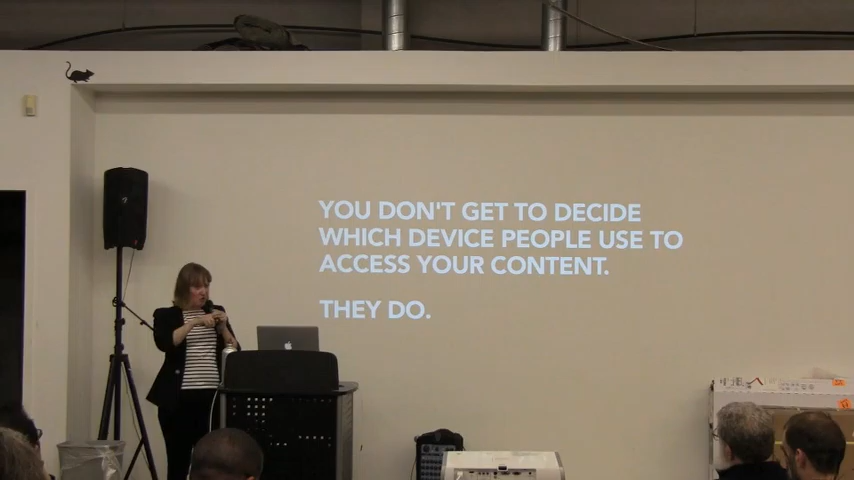 YOU DON'T GET TO DECIDE
WHICH DEVICE PEOPLE USE TO
ACCESS YOUR CONTENT.
THEY DO.